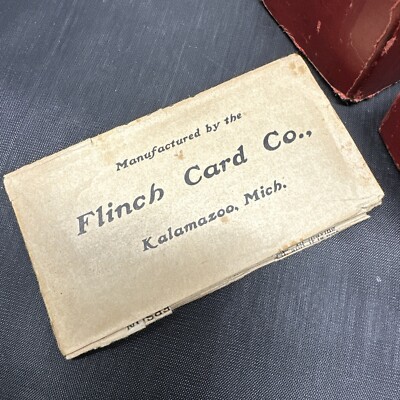 Manufactured by the
Flinch Card Co.,
Kalamazoo, Mich.